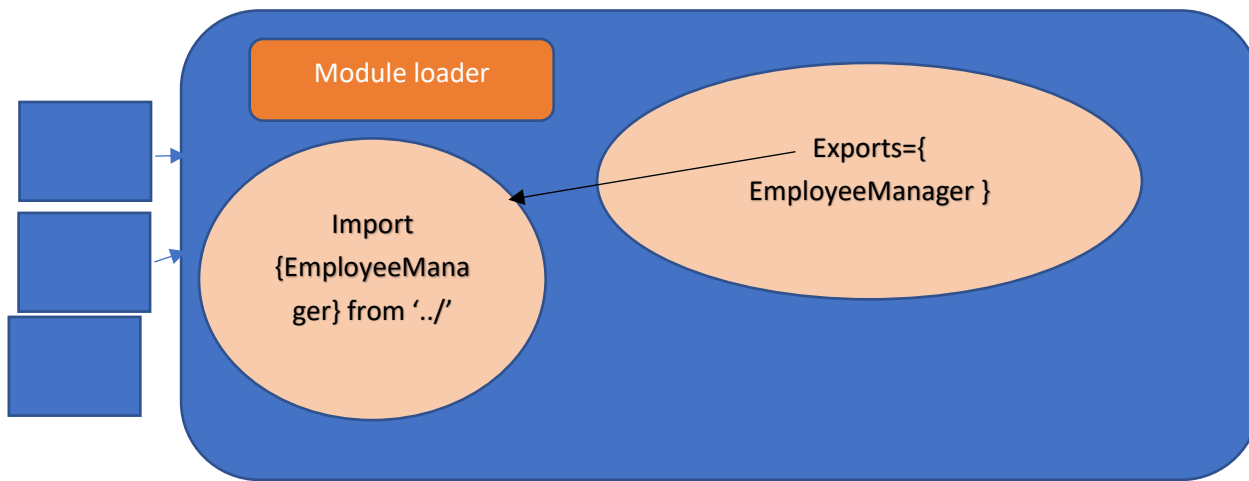 Module loader
Exports={
EmployeeManager }
Import
{EmployeeMana
ger} from ‘../’